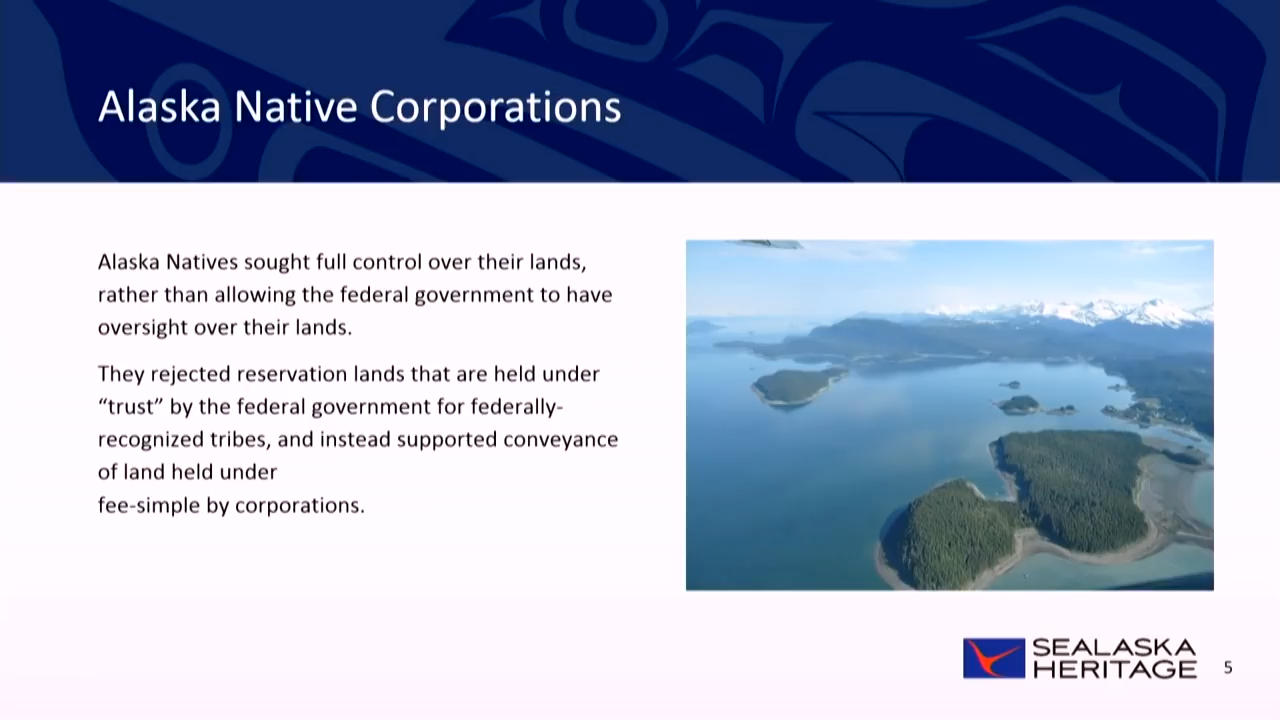 Alaska Native Corporations
Alaska Natives sought full control over their lands,
rather than allowing the federal government to have
oversight over their lands.
They rejected reservation lands that are held under
“trust” by the federal government for federally-
recognized tribes, and instead supported conveyance
of land held under
fee-simple by corporations.
SEALASKA
HERITAGE
5